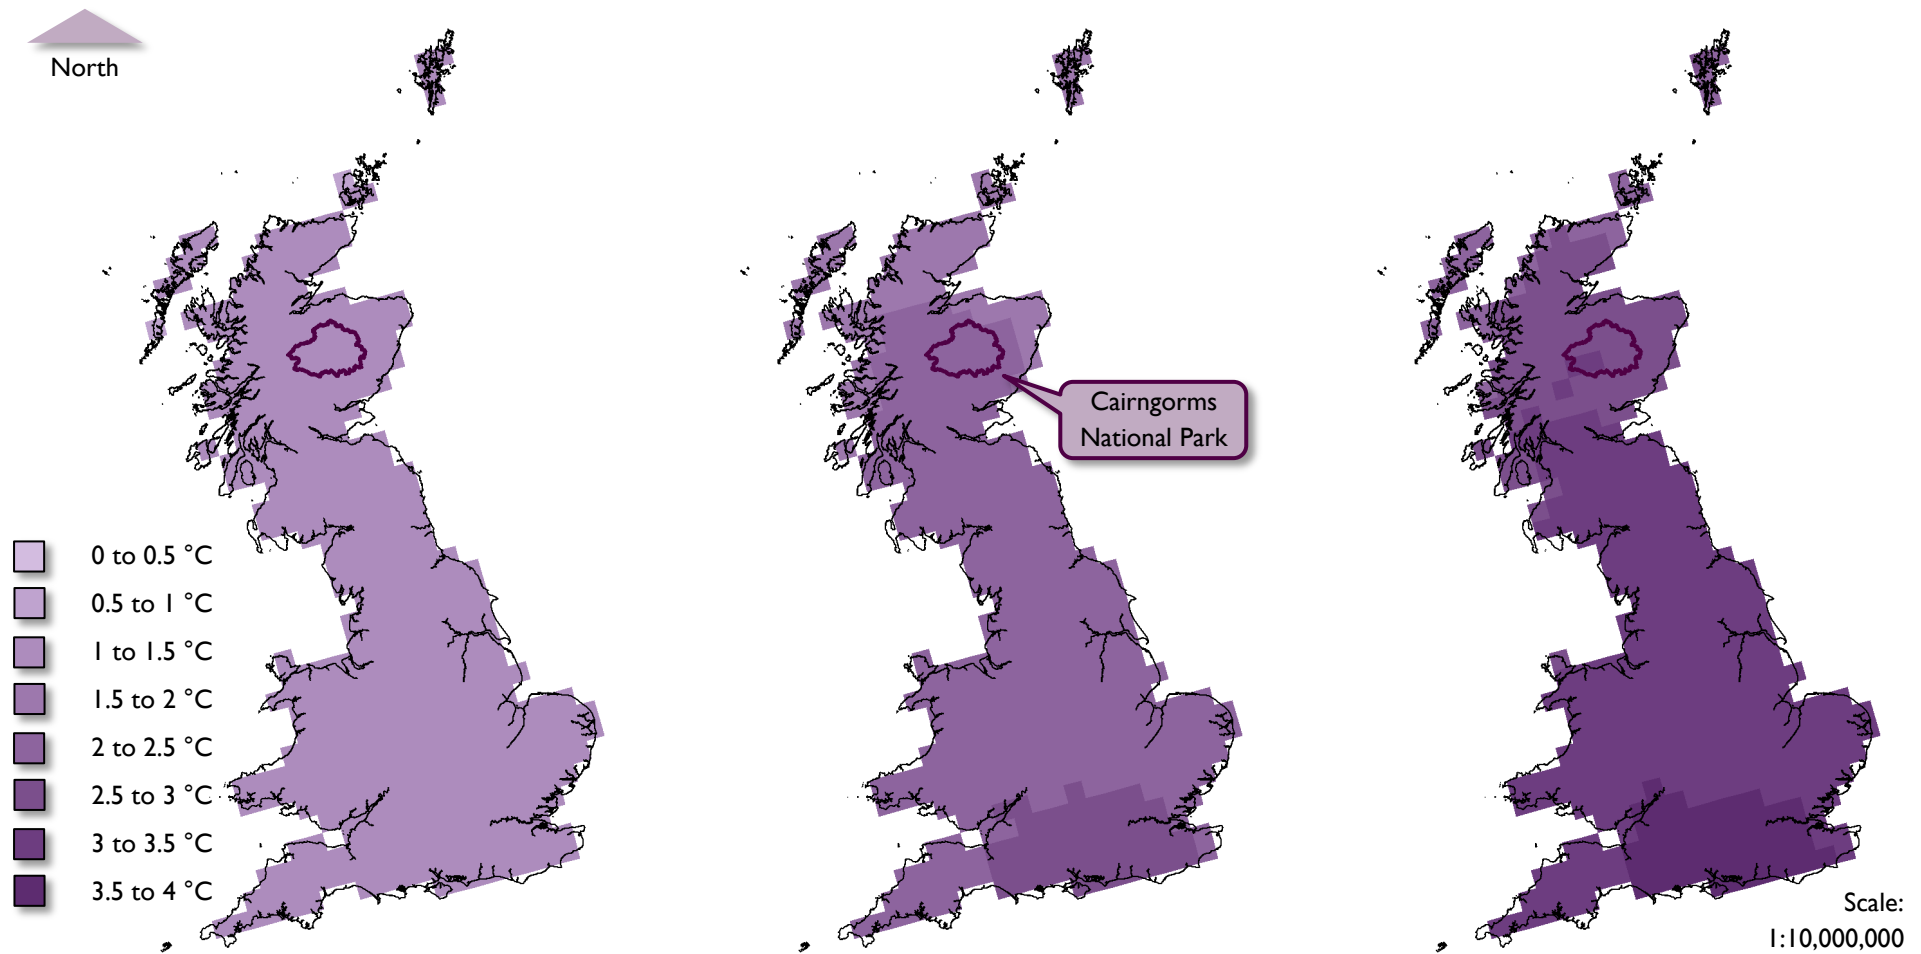 North
Cairngorms
National Park
0 to 0.5 °C
0.5 to 1 °C
1 to 1.5 °C
1.5 to 2 °C
2 to 2.5 °C
2.5 to 3 °C
3 to 3.5 °C
3.5 to 4 °C
Scale:
1:10,000,000